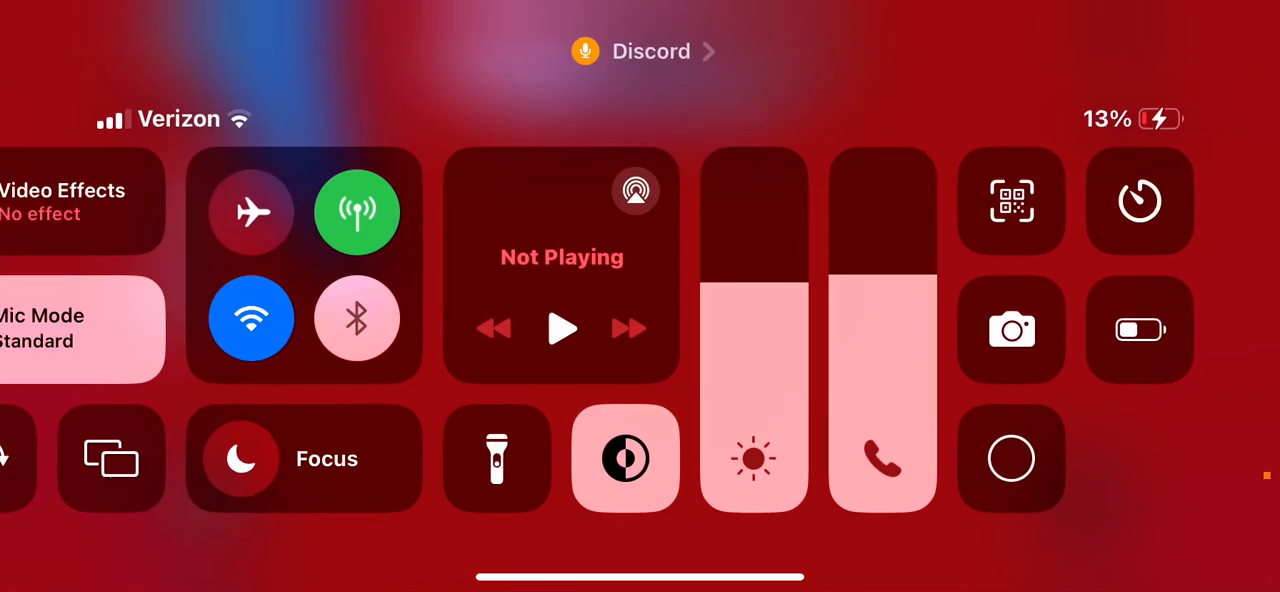 Discord
Verizon
13%
Video Effects
No effect
Mic Mode
Standard
Not Playing
Focus